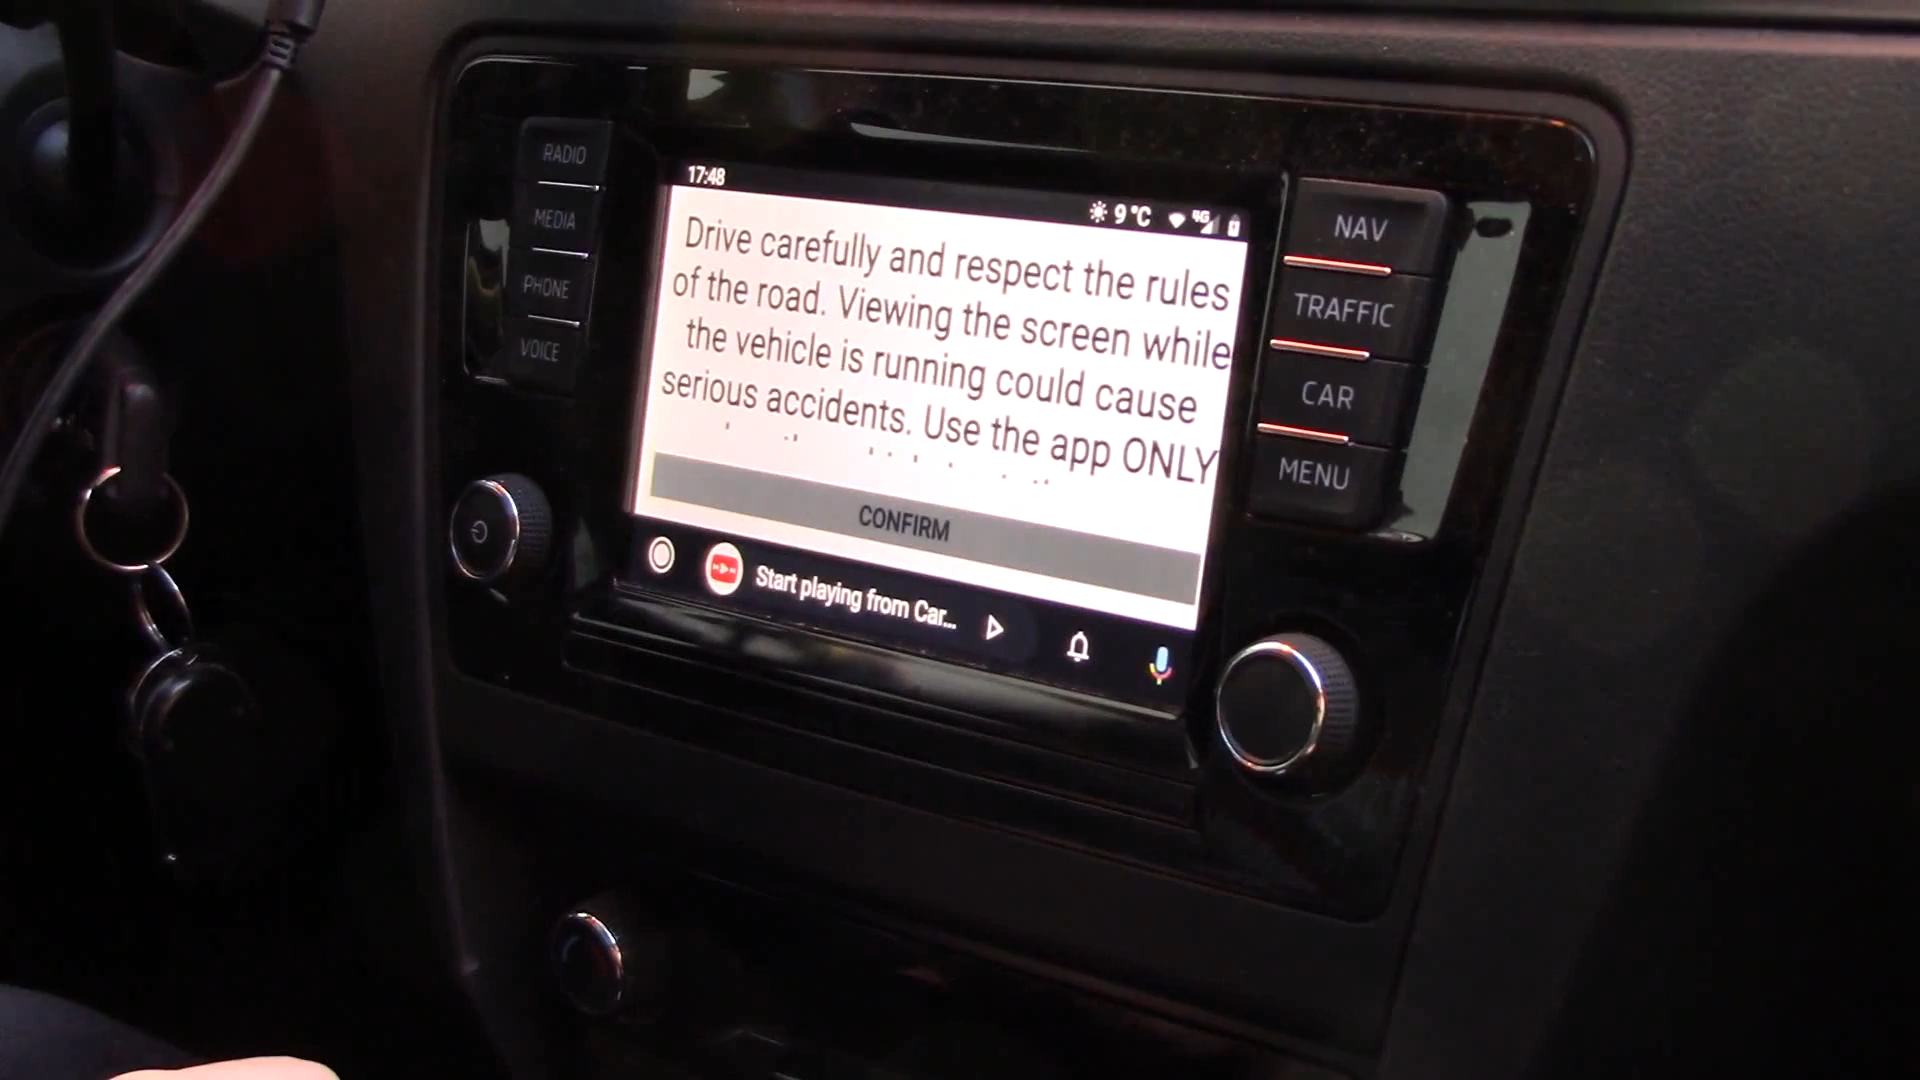 RADIO
MEDIA
PHONE
VOICE
17:48
9°C
4G
Drive carefully and respect the rules
of the road. Viewing the screen while
the vehicle is running could cause
serious accidents. Use the app ONLY
CONFIRM
Start playing from Car...
NAV
TRAFFIC
CAR
MENU